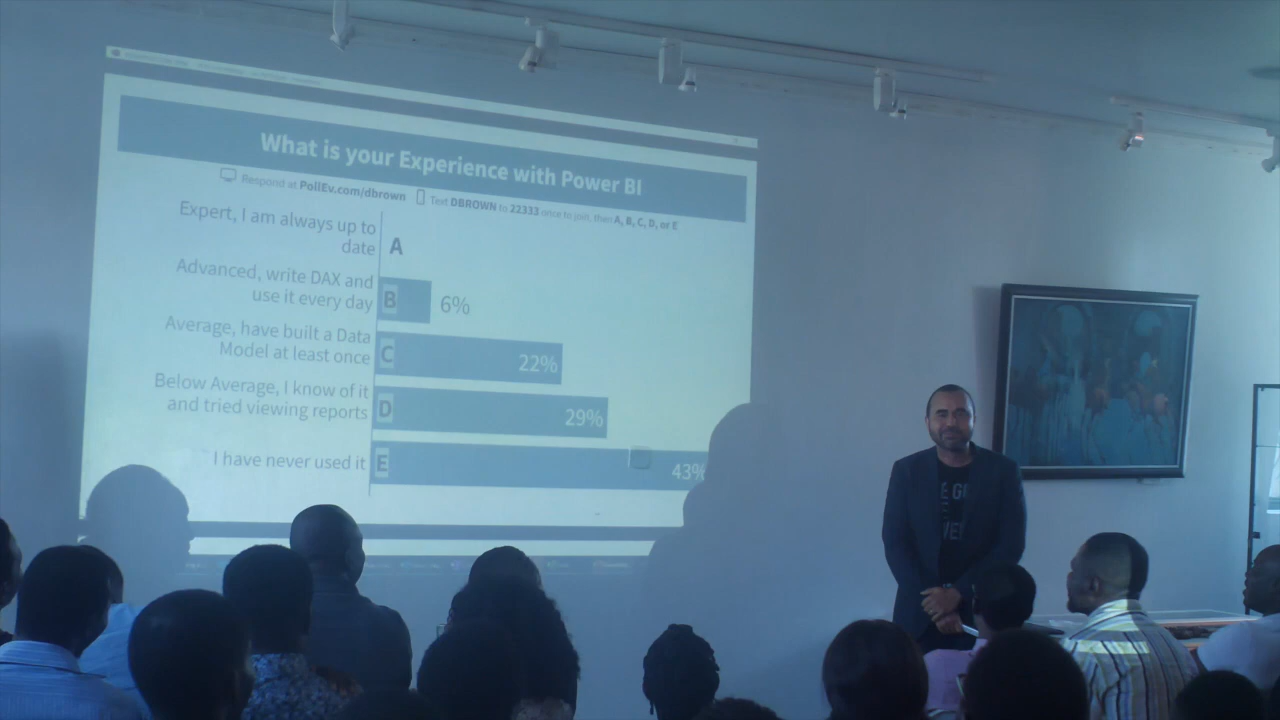 What is your Experience with Power BI
Respond at PollEv.com/dbrown Text DBROWN to 22333 once to join, then A, B, C, D, or E
Expert, I am always up to
date A
Advanced, write DAX and
use it every day B 6%
Average, have built a Data
Model at least once C 22%
Below Average, I know of it
and tried viewing reports D 29%
I have never used it E 43%